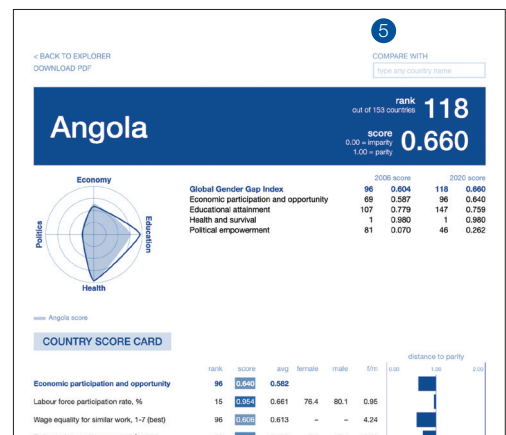 5
< BACK TO EXPLORER
DOWNLOAD PDF
COMPARE WITH
type any country name
Angola
rank
out of 153 countries
118
score
0.00 = imparity
1.00 = parity
0.660
2006 score 2020 score
Global Gender Gap Index 96 0.604 118 0.660
Economic participation and opportunity 69 0.587 96 0.640
Educational attainment 107 0.779 147 0.759
Health and survival 1 0.980 1 0.980
Political empowerment 81 0.070 46 0.262
Economy
Education
Politics
Health
Angola score
COUNTRY SCORE CARD
distance to parity
rank score avg female male f/m 0.00 1.00 2.00
Economic participation and opportunity 96 0.640 0.582
Labour force participation rate, % 15 0.954 0.661 76.4 80.1 0.95
Wage equality for similar work, 1-7 (best) 96 0.606 0.613 – – 4.24